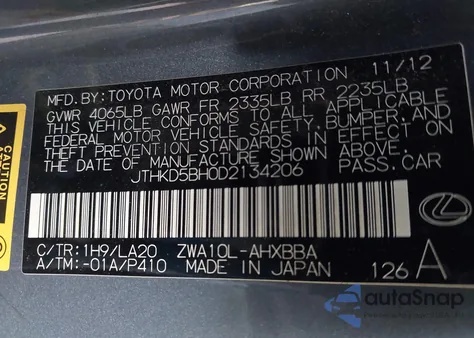 MFD.BY:TOYOTA MOTOR CORPORATION 11/12
GVWR 4065LB GAWR FR 2335LB RR 2235LB
THIS VEHICLE CONFORMS TO ALL APPLICABLE
FEDERAL MOTOR VEHICLE SAFETY,BUMPER,AND
THEFT PREVENTION STANDARDS IN EFFECT ON
THE DATE OF MANUFACTURE SHOWN ABOVE.
JTHKD5BH0D2134206 PASS.CAR
C/TR:1H9/LA20 ZWA10L-AHXBBA
A/TM:-01A/P410 MADE IN JAPAN 126 A
autoSnap